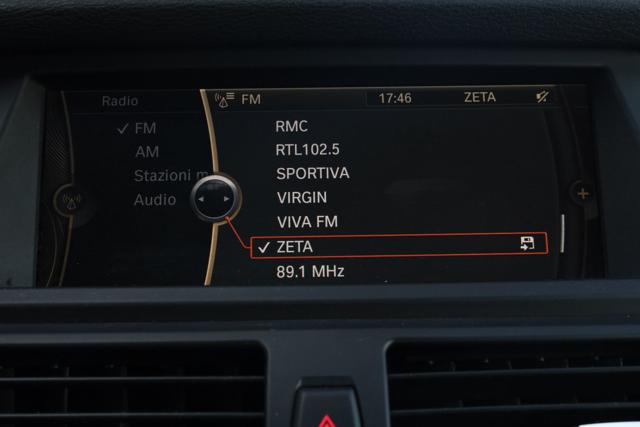 Radio
FM
AM
Stazioni m
Audio
FM 17:46 ZETA
RMC
RTL102.5
SPORTIVA
VIRGIN
VIVA FM
ZETA
89.1 MHz